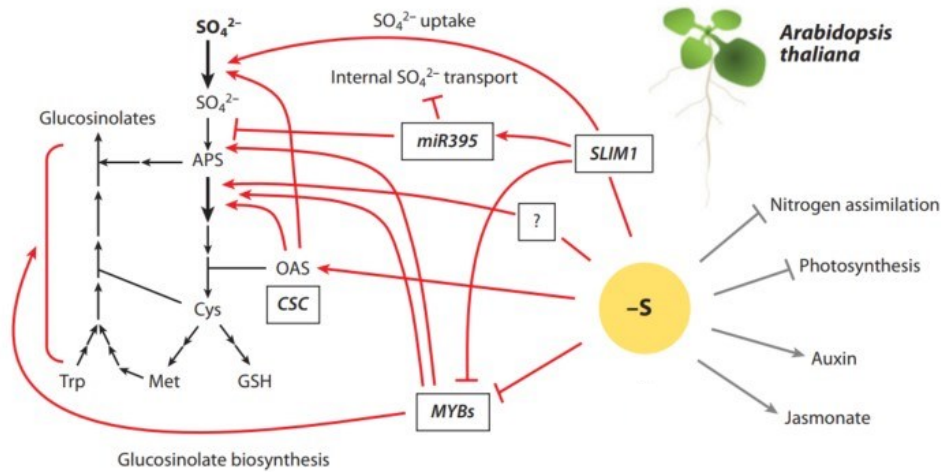 SO₄²⁻
SO₄²⁻ uptake
Arabidopsis
thaliana
Internal SO₄²⁻ transport
SO₄²⁻
Glucosinolates
miR395
SLIM1
APS
Nitrogen assimilation
?
Photosynthesis
OAS
CSC
–S
Cys
Auxin
Trp
Met
GSH
MYBs
Jasmonate
Glucosinolate biosynthesis